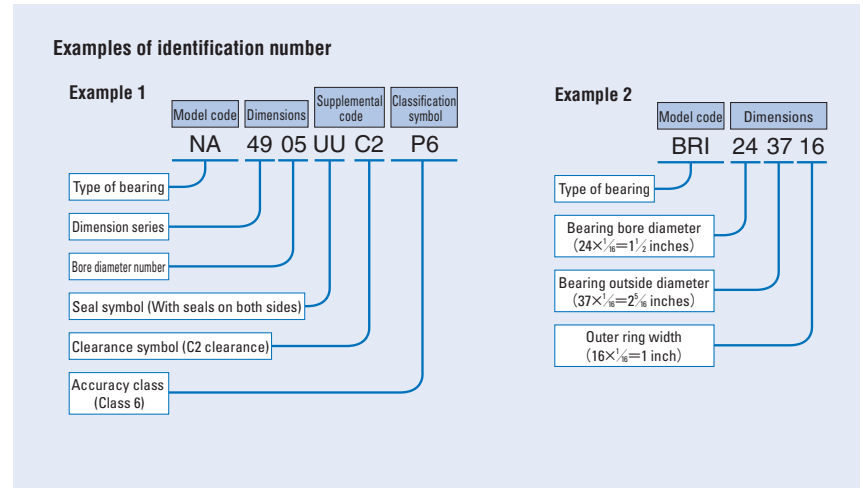 Examples of identification number
Example 1
Model code
Dimensions
Supplemental
code
Classification
symbol
NA 49 05 UU C2 P6
Type of bearing
Dimension series
Bore diameter number
Seal symbol (With seals on both sides)
Clearance symbol (C2 clearance)
Accuracy class
(Class 6)
Example 2
Model code
Dimensions
BRI 24 37 16
Type of bearing
Bearing bore diameter
(24×1/16=1 1/2 inches)
Bearing outside diameter
(37×1/16=2 5/16 inches)
Outer ring width
(16×1/16=1 inch)